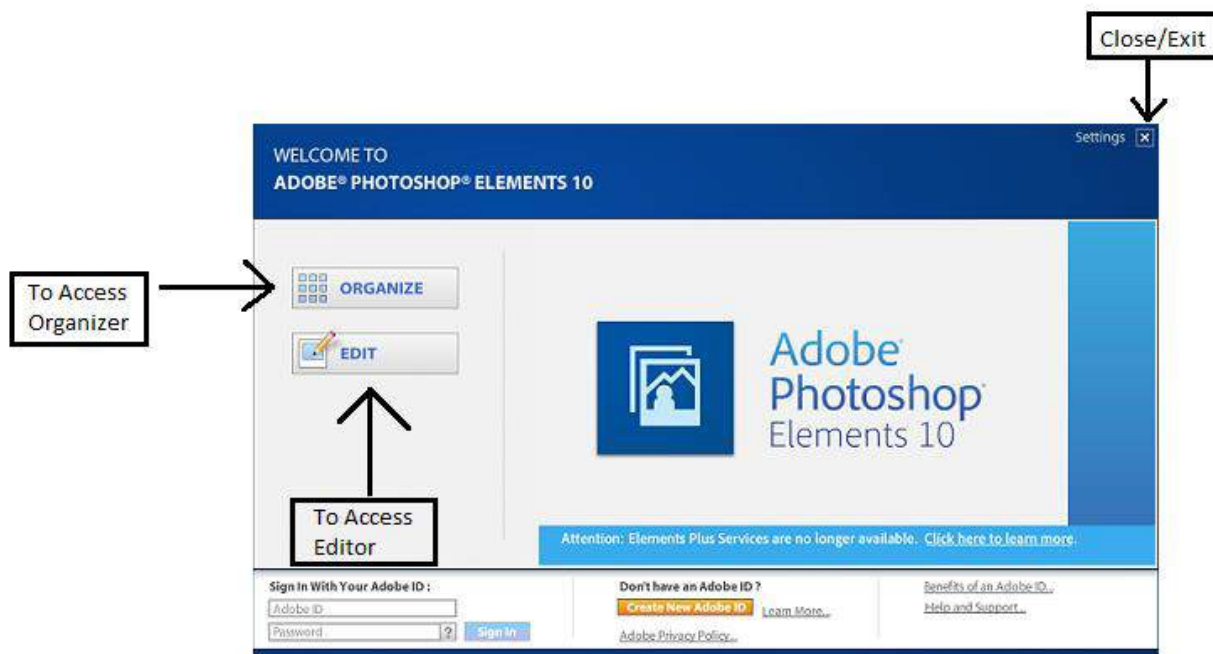 Close/Exit
Settings
WELCOME TO
ADOBE® PHOTOSHOP® ELEMENTS 10
To Access
Organizer
ORGANIZE
EDIT
Adobe®
Photoshop®
Elements 10
To Access
Editor
Attention: Elements Plus Services are no longer available. Click here to learn more.
Sign In With Your Adobe ID :
Adobe ID
Password ? Sign In
Don't have an Adobe ID ?
Create New Adobe ID Learn More...
Adobe Privacy Policy...
Benefits of an Adobe ID...
Help and Support...